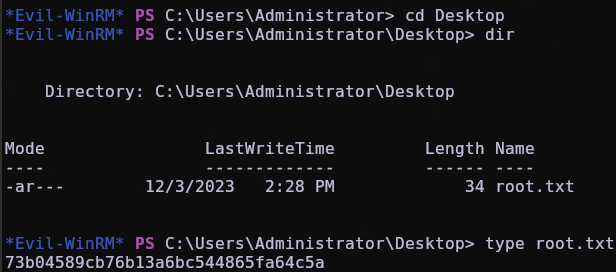 *Evil-WinRM* PS C:\Users\Administrator> cd Desktop
*Evil-WinRM* PS C:\Users\Administrator\Desktop> dir
Directory: C:\Users\Administrator\Desktop
Mode LastWriteTime Length Name
---- ------------- ------ ----
-ar--- 12/3/2023 2:28 PM 34 root.txt
*Evil-WinRM* PS C:\Users\Administrator\Desktop> type root.txt
73b04589cb76b13a6bc544865fa64c5a